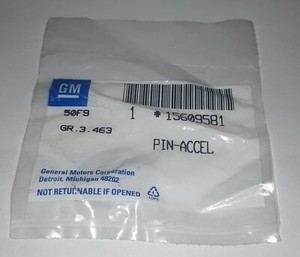 GM
50F9 1 *15609581
GR.3.463
PIN-ACCEL
General Motors Corporation
Detroit, Michigan 48202
NOT RETURNABLE IF OPENED